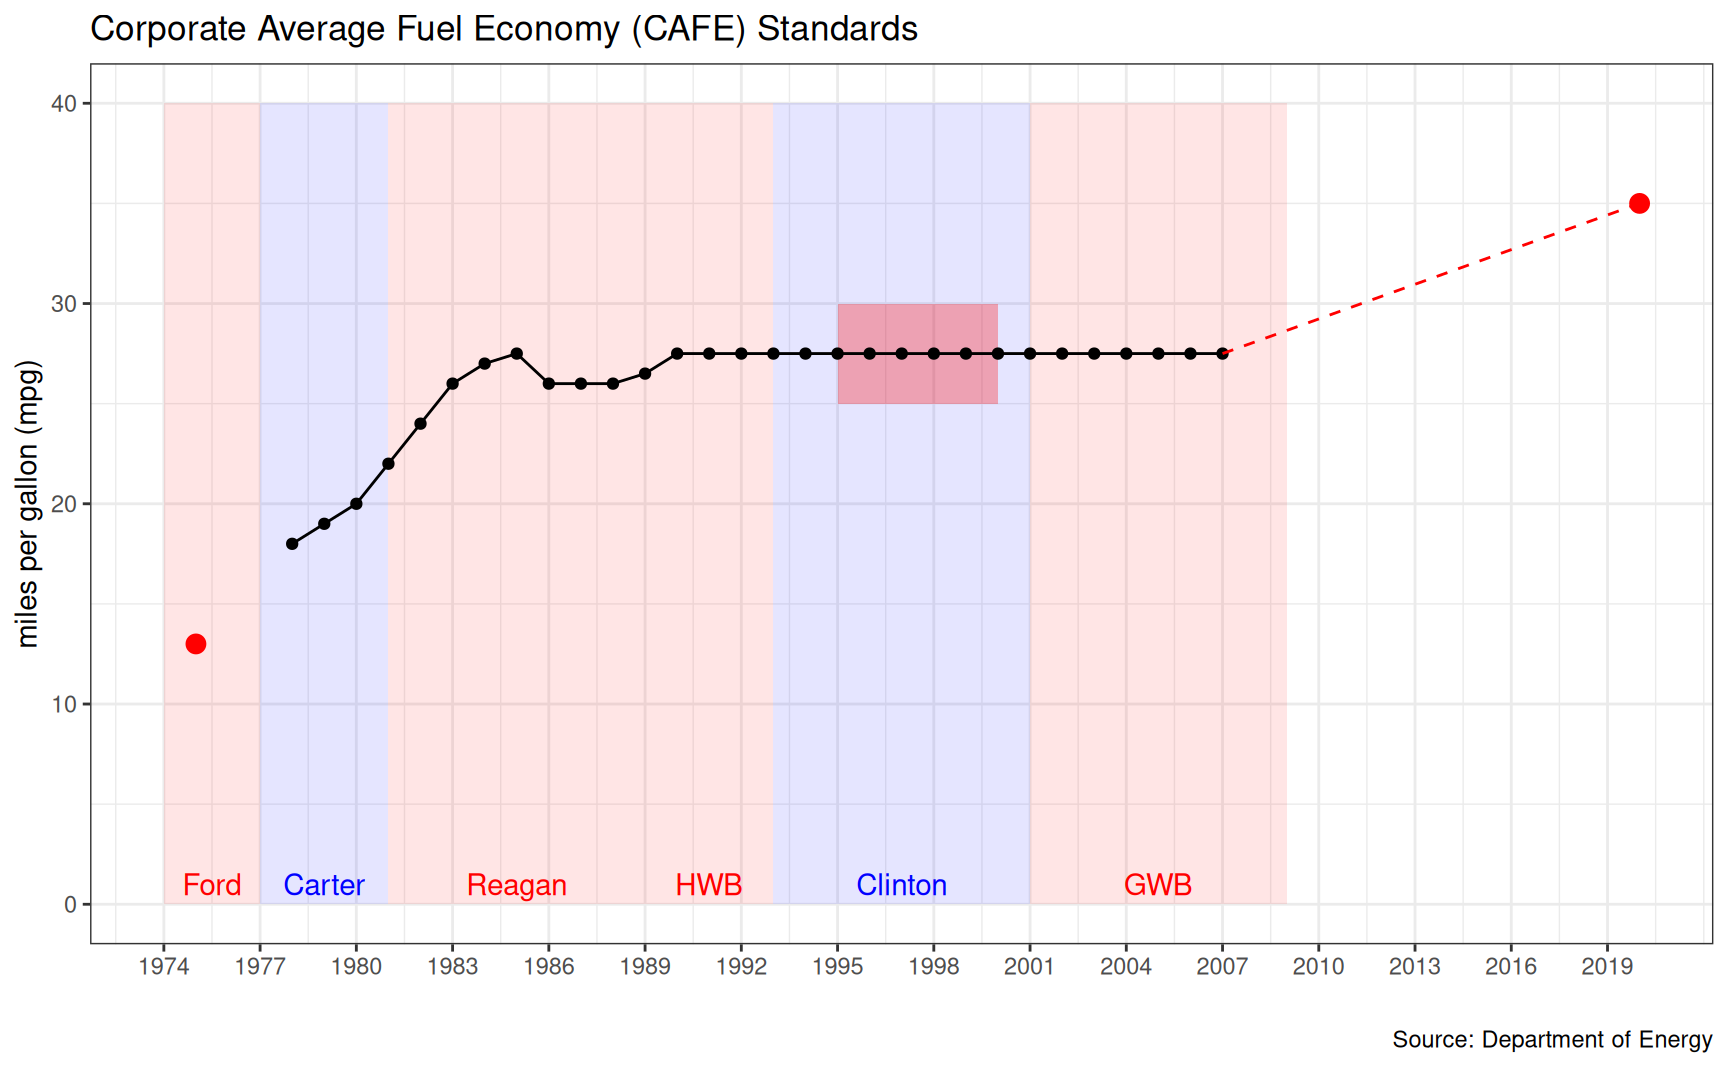 Corporate Average Fuel Economy (CAFE) Standards
miles per gallon (mpg)
40
30
20
10
0
Ford Carter Reagan HWB Clinton GWB
1974 1977 1980 1983 1986 1989 1992 1995 1998 2001 2004 2007 2010 2013 2016 2019
Source: Department of Energy